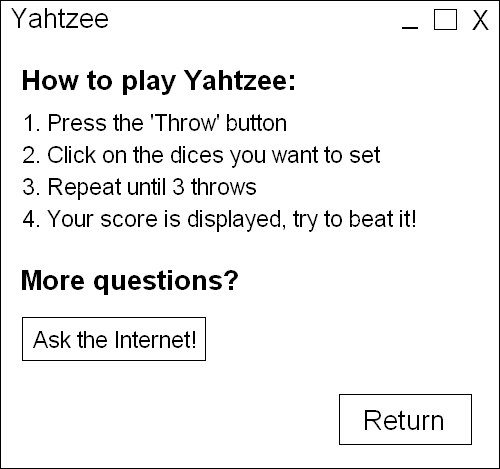 Yahtzee
How to play Yahtzee:
1. Press the 'Throw' button
2. Click on the dices you want to set
3. Repeat until 3 throws
4. Your score is displayed, try to beat it!
More questions?
Ask the Internet!
Return